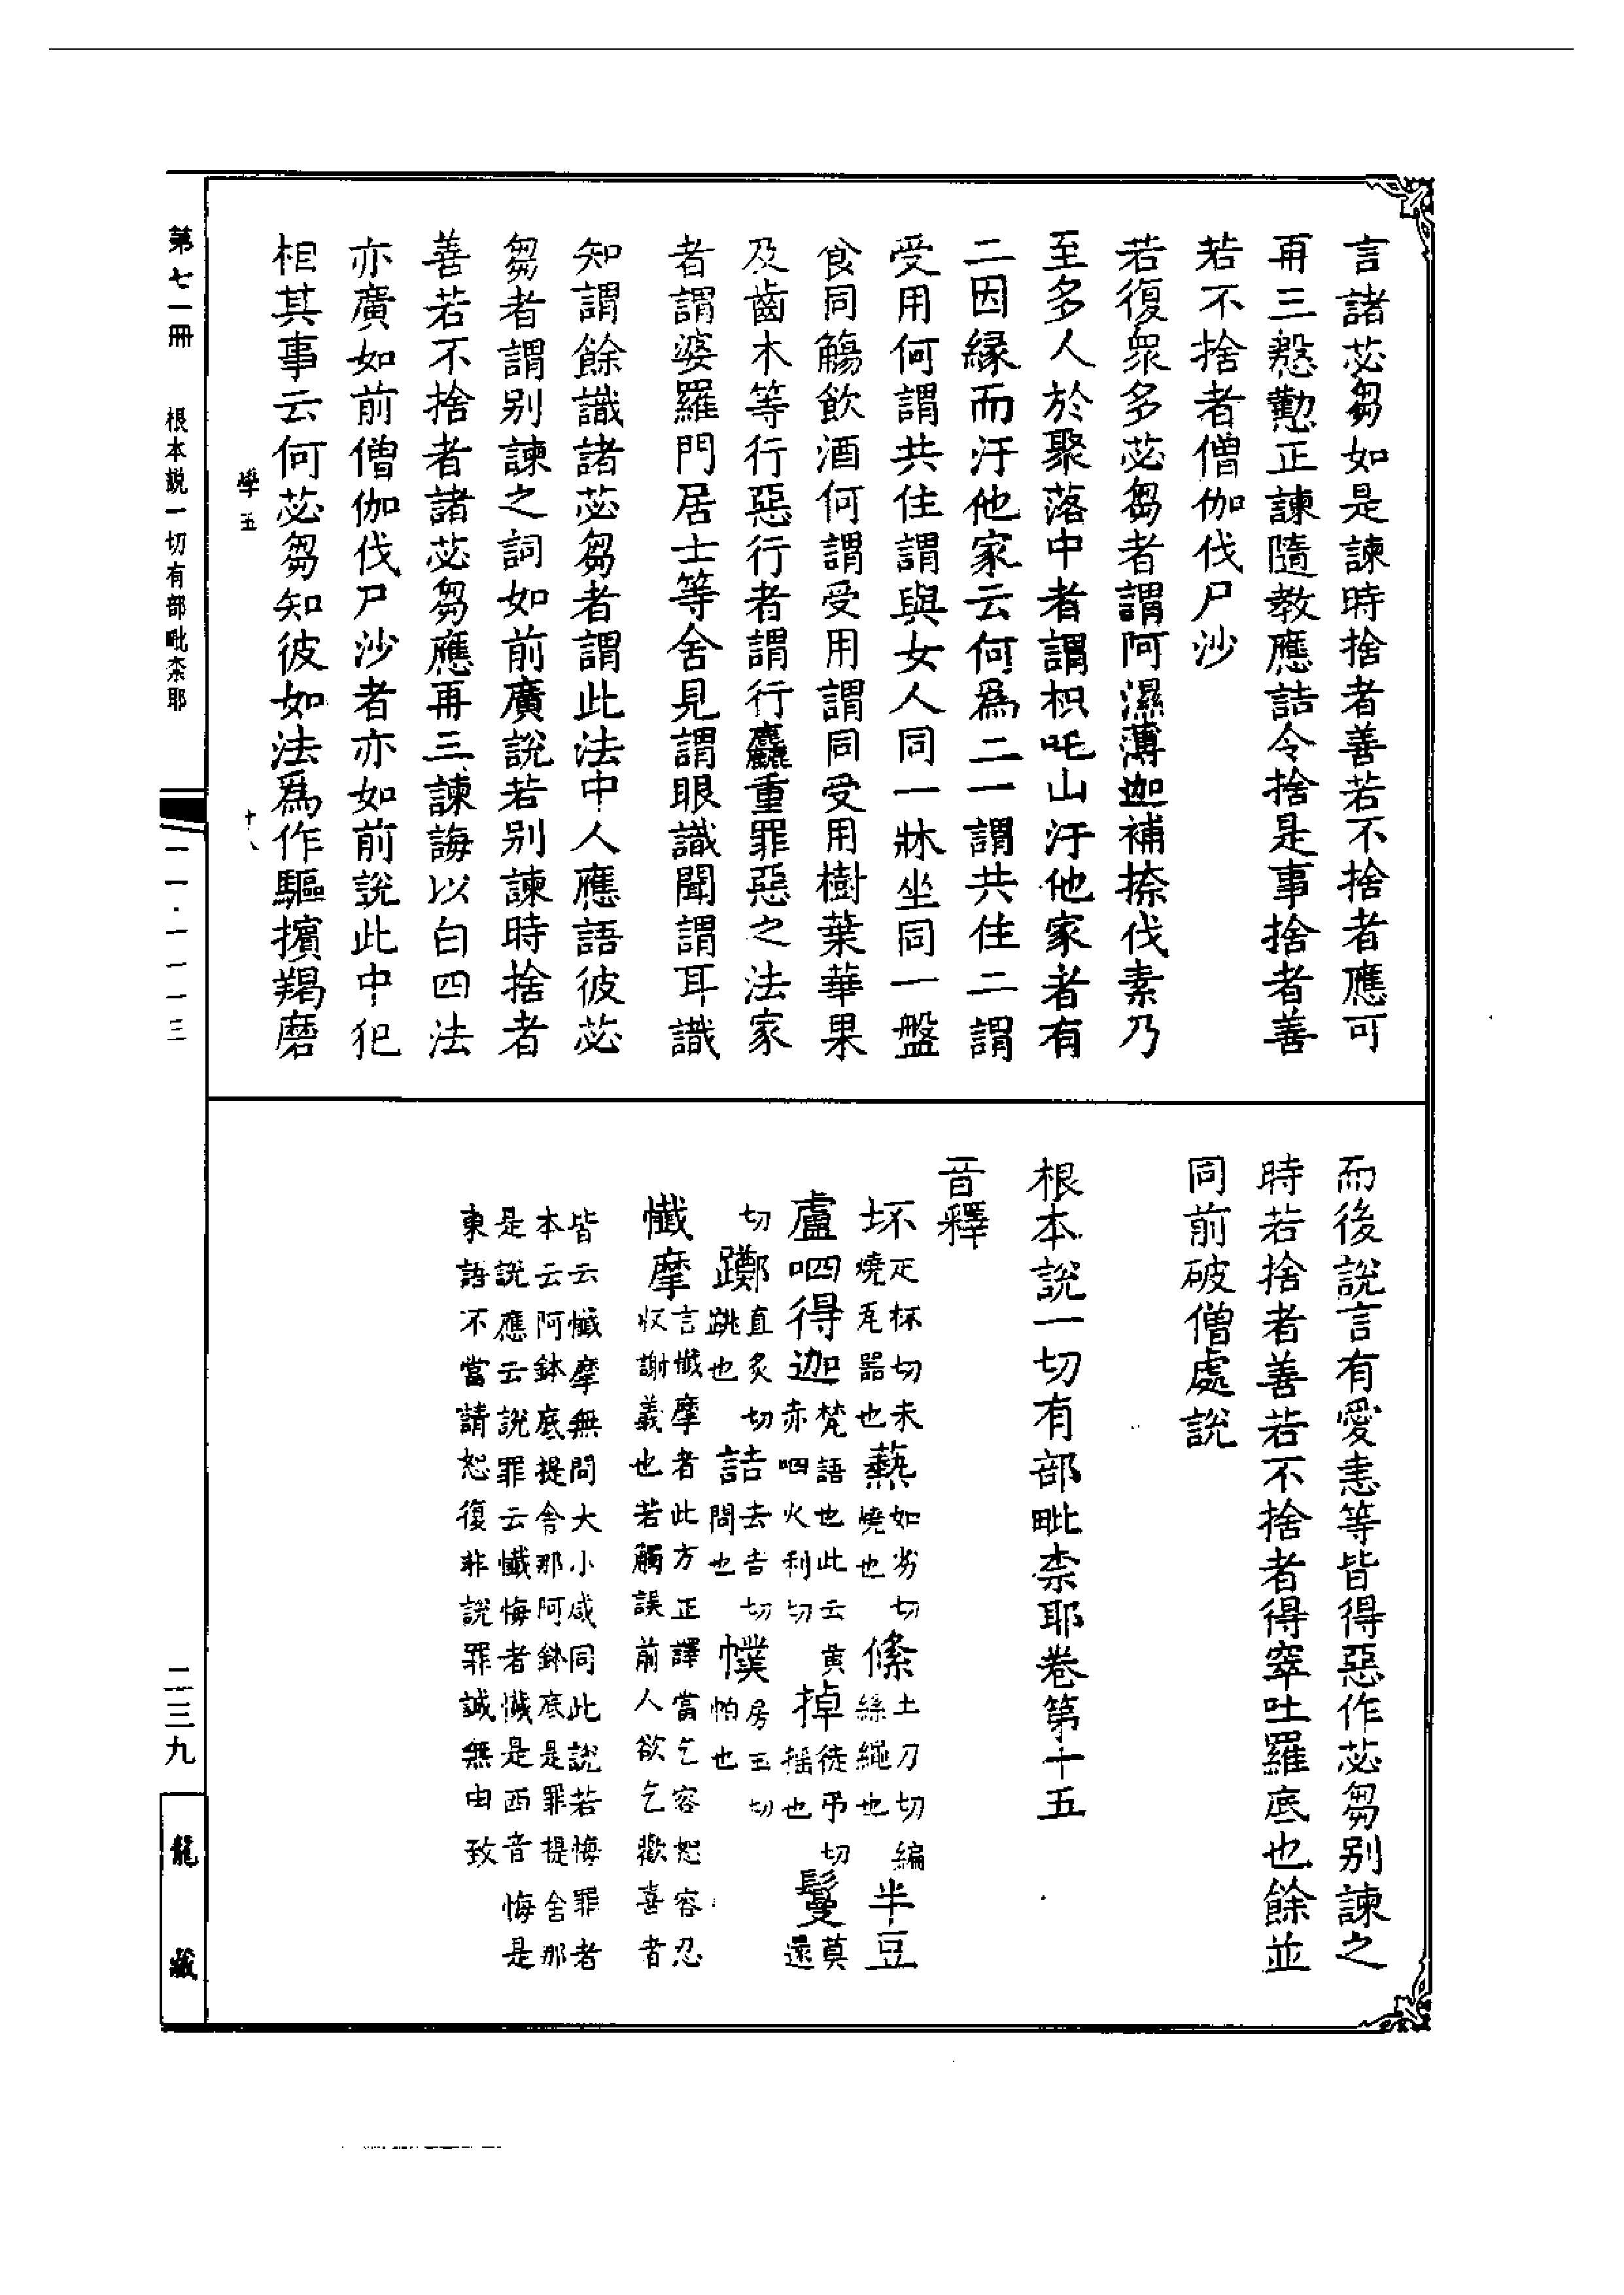 言諸苾芻如是諫時捨者善若不捨者應可
再三慇懃正諫隨教應詰令捨是事捨者善
若不捨者僧伽伐尸沙
若復眾多苾芻者謂阿濕薄迦補捺伐素乃
至多人於聚落中者謂枳吒山汙他家者有
二因緣而汙他家云何為二一謂共住二謂
受用何謂共住謂與女人同一牀坐同一盤
食同觴飲酒何謂受用謂同受用樹葉華果
及齒木等行惡行者謂行麤重罪惡之法家
者謂婆羅門居士等舍見謂眼識聞謂耳識
知謂餘識諸苾芻者謂此法中人應語彼苾
芻者謂別諫之詞如前廣說若別諫時捨者
善若不捨者諸苾芻應再三諫誨以白四法
亦廣如前僧伽伐尸沙者亦如前說此中犯
相其事云何苾芻知彼如法為作驅擯羯磨
而後說言有愛恚等皆得惡作苾芻別諫之
時若捨者善若不捨者得窣吐羅底也餘並
同前破僧處說
根本說一切有部毗柰耶卷第十五
音釋
坏疋杯切未燒瓦器也 爇如劣切燒也 絛土刀切編絲繩也 半豆
盧呬得迦梵語也此云黃赤呬火利切 掉徒弔切搖也 鬘莫還
切 躑直炙切跳也 詰去吉切問也 幞房玉切帕也
懺摩言懺摩者此方正譯當乞容恕容忍收謝義也若觸誤前人欲乞歡喜者
皆云懺摩無問大小咸同此說若悔罪者
本云阿鉢底提舍那阿鉢底是罪提舍那
是說應云說罪云懺悔者懺是西音悔是
東語不當請恕復非說罪誠無由致
第七一冊 根本説一切有部毗柰耶
學五 十八
一一·一一一三
二三九
龍藏